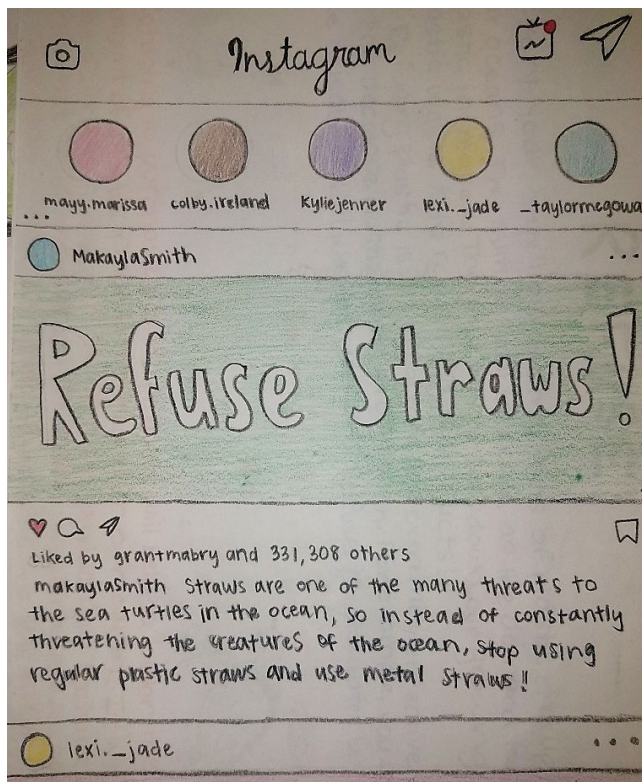 Instagram
mayy.marissa colby.ireland Kyliejenner lexi._jade _taylormcgowa
MakaylaSmith
Refuse Straws!
Liked by grantmabry and 331,308 others
makaylasmith Straws are one of the many threats to
the sea turtles in the ocean, so instead of constantly
threatening the creatures of the ocean, stop using
regular plastic straws and use metal straws!!
lexi._jade